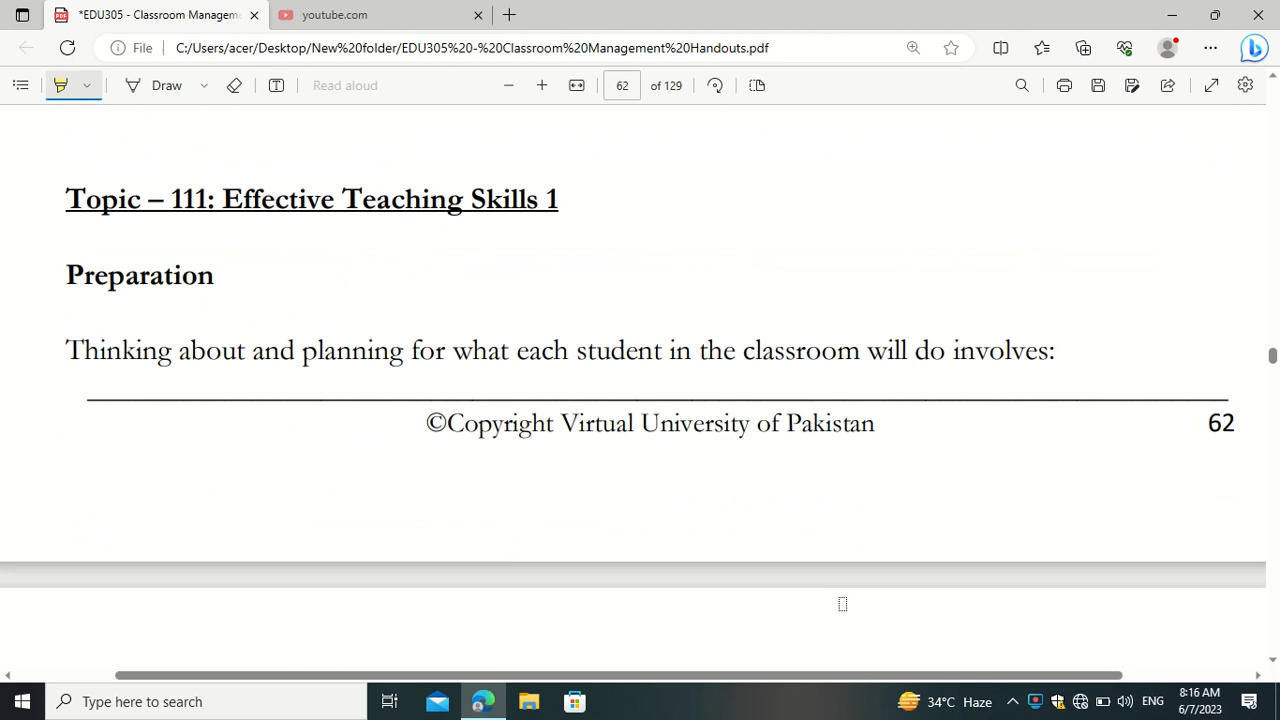 *EDU305 - Classroom Manageme
youtube.com
File
C:/Users/acer/Desktop/New%20folder/EDU305%20-%20Classroom%20Management%20Handouts.pdf
Draw
Read aloud
62
of 129
Topic – 111: Effective Teaching Skills 1
Preparation
Thinking about and planning for what each student in the classroom will do involves:
©Copyright Virtual University of Pakistan
62
Type here to search
34°C Haze
ENG
8:16 AM
6/7/2023